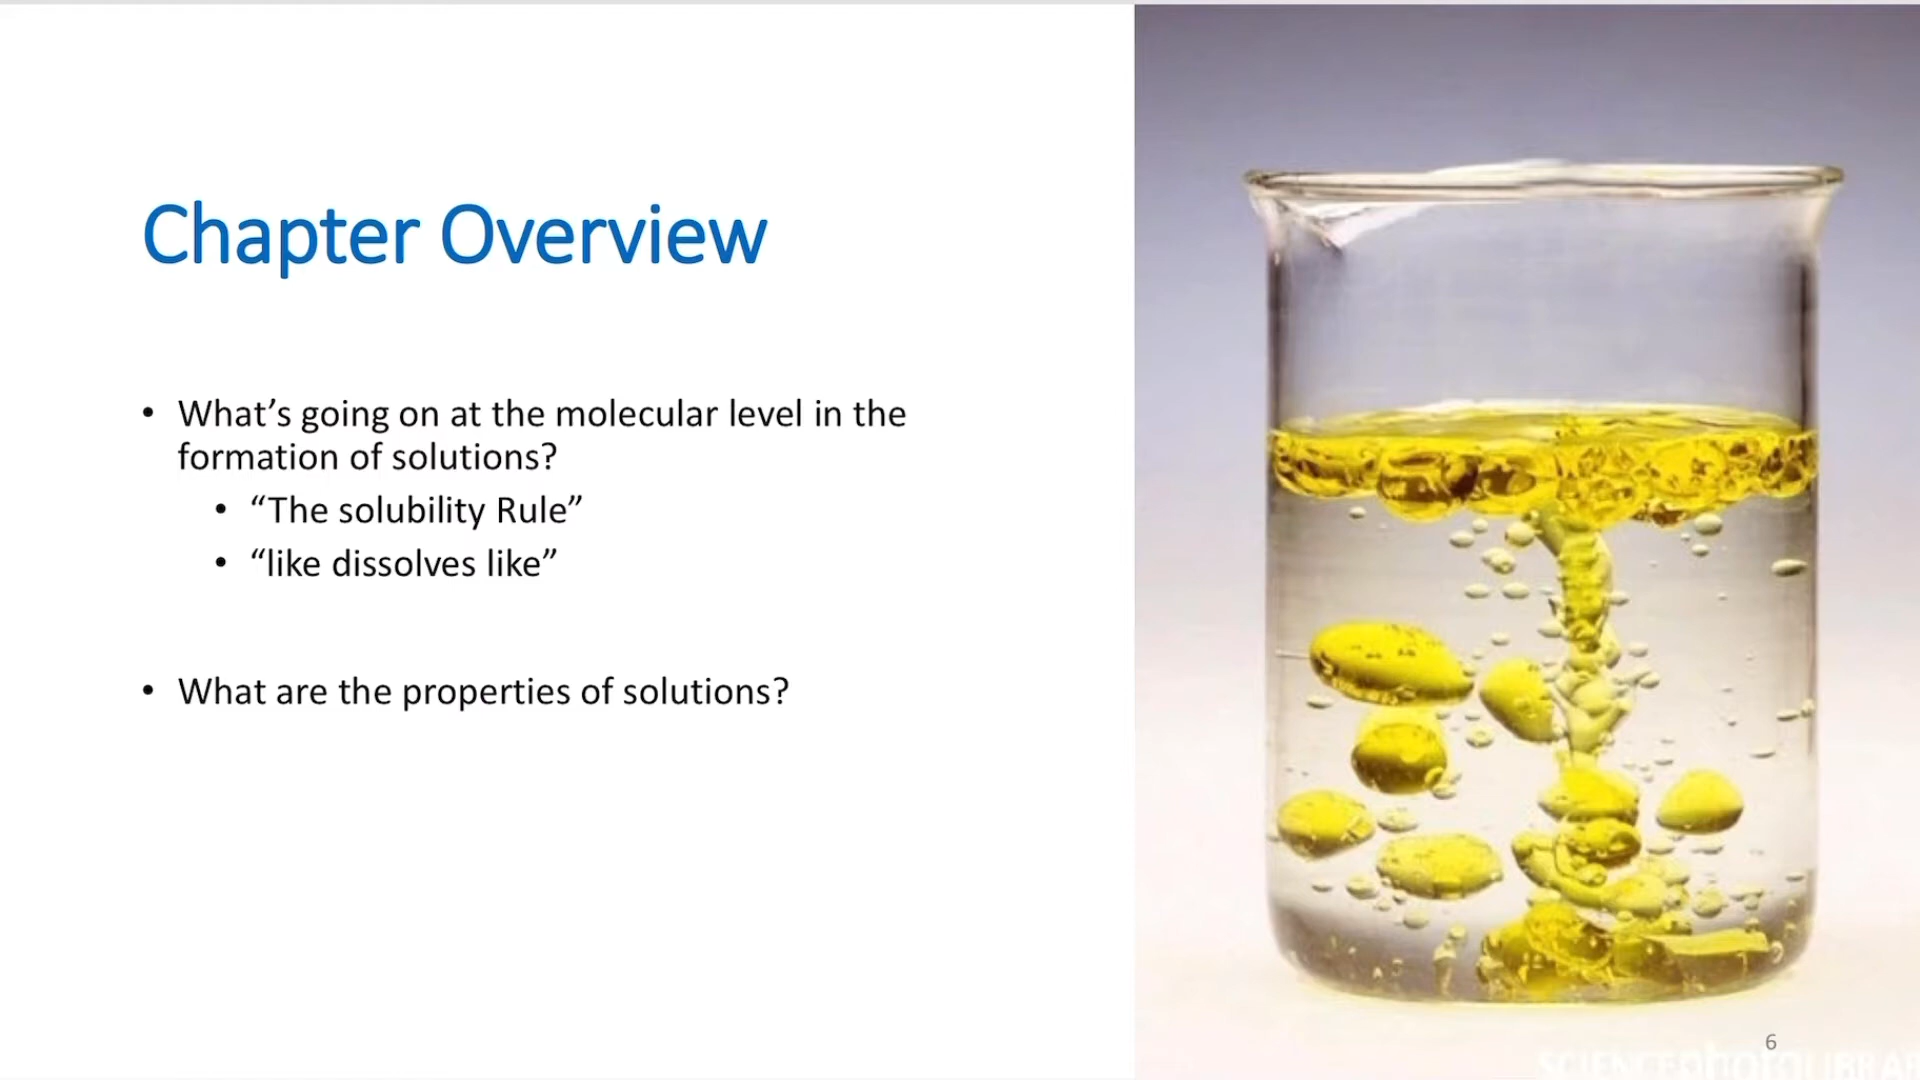 Chapter Overview
• What’s going on at the molecular level in the
formation of solutions?
• “The solubility Rule”
• “like dissolves like”
• What are the properties of solutions?
6
SCIENCEphotoLIBRAR